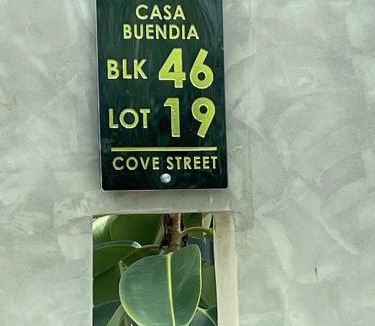 CASA
BUENDIA
BLK 46
LOT 19
COVE STREET